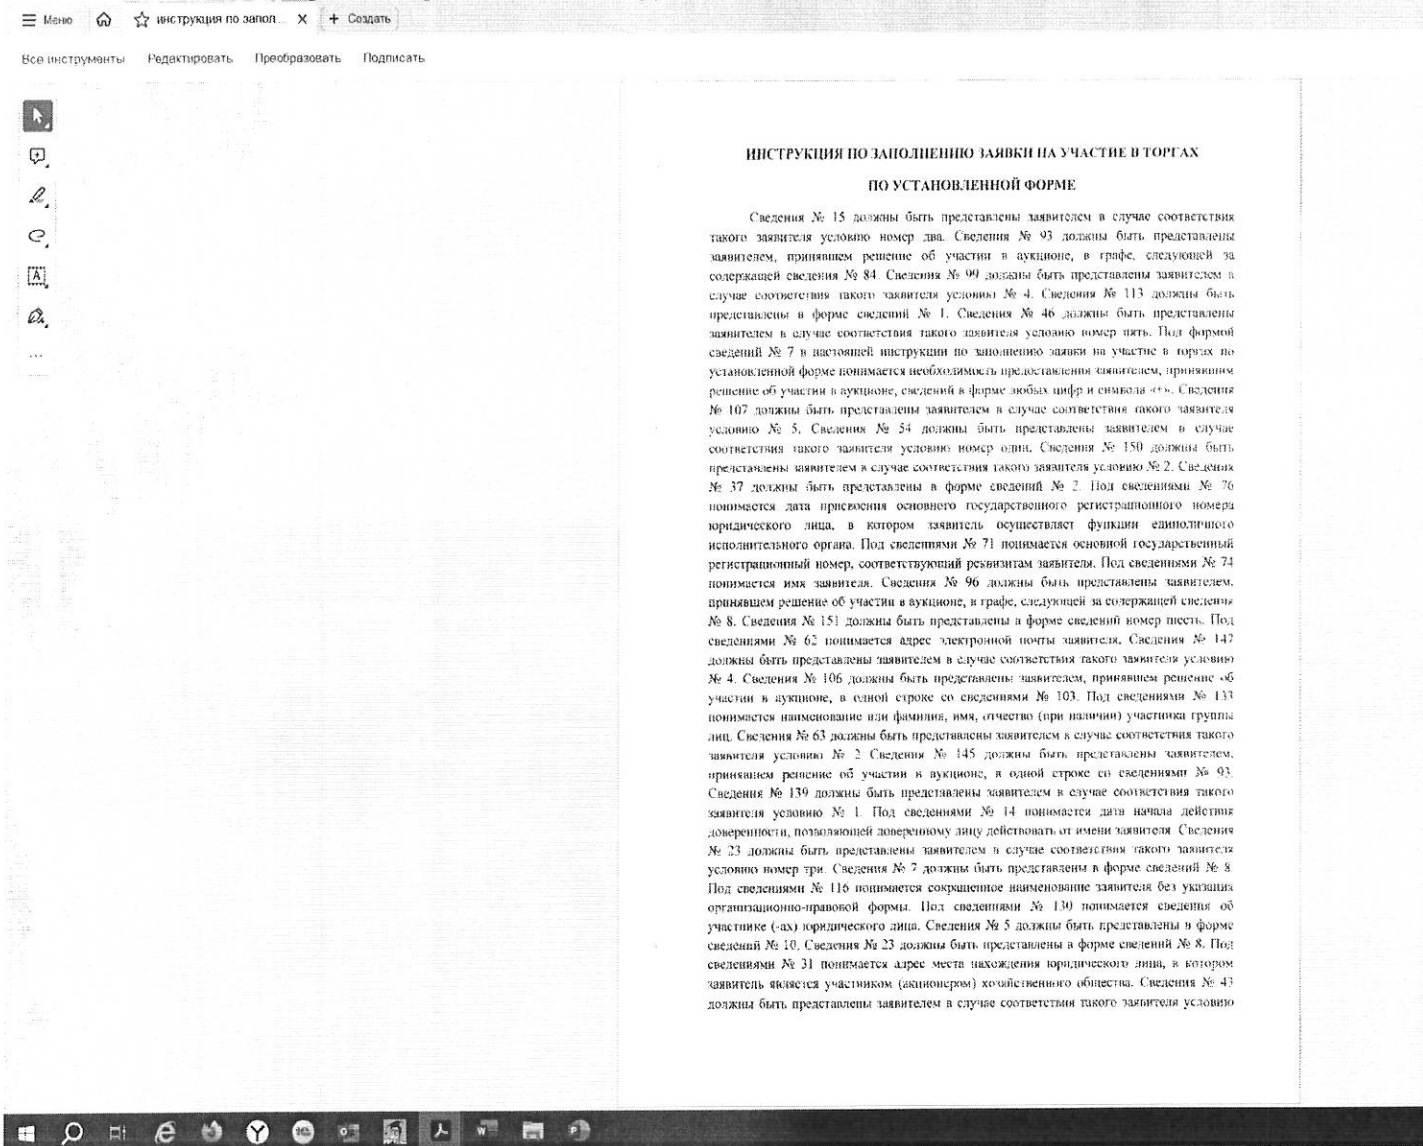 Меню
инструкция по запол...
Создать
Все инструменты Редактировать Преобразовать Подписать
ИНСТРУКЦИЯ ПО ЗАПОЛНЕНИЮ ЗАЯВКИ НА УЧАСТИЕ В ТОРГАХ
ПО УСТАНОВЛЕННОЙ ФОРМЕ
Сведения № 15 должны быть представлены заявителем в случае соответствия
такого заявителя условию номер два. Сведения № 93 должны быть представлены
заявителем, принявшем решение об участии в аукционе, в графе, следующей за
содержащей сведения № 84. Сведения № 99 должны быть представлены заявителем в
случае соответствия такого заявителя условию № 4. Сведения № 113 должны быть
представлены в форме сведений № 1. Сведения № 46 должны быть представлены
заявителем в случае соответствия такого заявителя условию номер пять. Под формой
сведений № 7 в настоящей инструкции по заполнению заявки на участие в торгах по
установленной форме понимается необходимость предоставления заявителем, принявшим
решение об участии в аукционе, сведений в форме любых цифр и символа «+». Сведения
№ 107 должны быть представлены заявителем в случае соответствия такого заявителя
условию № 5. Сведения № 54 должны быть представлены заявителем в случае
соответствия такого заявителя условию номер один. Сведения № 150 должны быть
представлены заявителем в случае соответствия такого заявителя условию № 2. Сведения
№ 37 должны быть представлены в форме сведений № 2. Под сведениями № 76
понимается дата присвоения основного государственного регистрационного номера
юридического лица, в котором заявитель осуществляет функции единоличного
исполнительного органа. Под сведениями № 71 понимается основной государственный
регистрационный номер, соответствующий реквизитам заявителя. Под сведениями № 74
понимается имя заявителя. Сведения № 96 должны быть представлены заявителем,
принявшем решение об участии в аукционе, в графе, следующей за содержащей сведения
№ 8. Сведения № 151 должны быть представлены в форме сведений номер шесть. Под
сведениями № 62 понимается адрес электронной почты заявителя. Сведения № 147
должны быть представлены заявителем в случае соответствия такого заявителя условию
№ 4. Сведения № 106 должны быть представлены заявителем, принявшем решение об
участии в аукционе, в одной строке со сведениями № 103. Под сведениями № 133
понимается наименование или фамилия, имя, отчество (при наличии) участника группы
лиц. Сведения № 63 должны быть представлены заявителем в случае соответствия такого
заявителя условию № 2 Сведения № 145 должны быть представлены заявителем,
принявшем решение об участии в аукционе, в одной строке со сведениями № 93.
Сведения № 139 должны быть представлены заявителем в случае соответствия такого
заявителя условию № 1. Под сведениями № 14 понимается дата начала действия
доверенности, позволяющей доверенному лицу действовать от имени заявителя Сведения
№ 23 должны быть представлены заявителем в случае соответствия такого заявителя
условию номер три. Сведения № 7 должны быть представлены в форме сведений № 8.
Под сведениями № 116 понимается сокращенное наименование заявителя без указания
организационно-правовой формы. Под сведениями № 130 понимается сведения об
участнике (-ах) юридического лица. Сведения № 5 должны быть представлены в форме
сведений № 10. Сведения № 23 должны быть представлены в форме сведений № 8. Под
сведениями № 31 понимается адрес места нахождения юридического лица, в котором
заявитель является участником (акционером) хозяйственного общества. Сведения № 43
должны быть представлены заявителем в случае соответствия такого заявителя условию